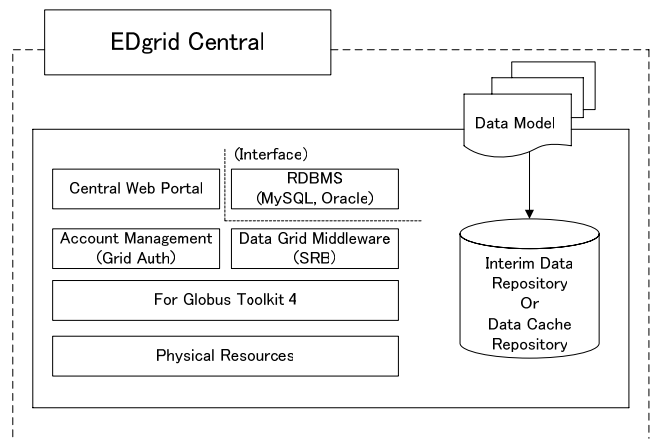 EDgrid Central
Data Model
(Interface)
Central Web Portal
RDBMS
(MySQL, Oracle)
Account Management
(Grid Auth)
Data Grid Middleware
(SRB)
For Globus Toolkit 4
Physical Resources
Interim Data
Repository
Or
Data Cache
Repository